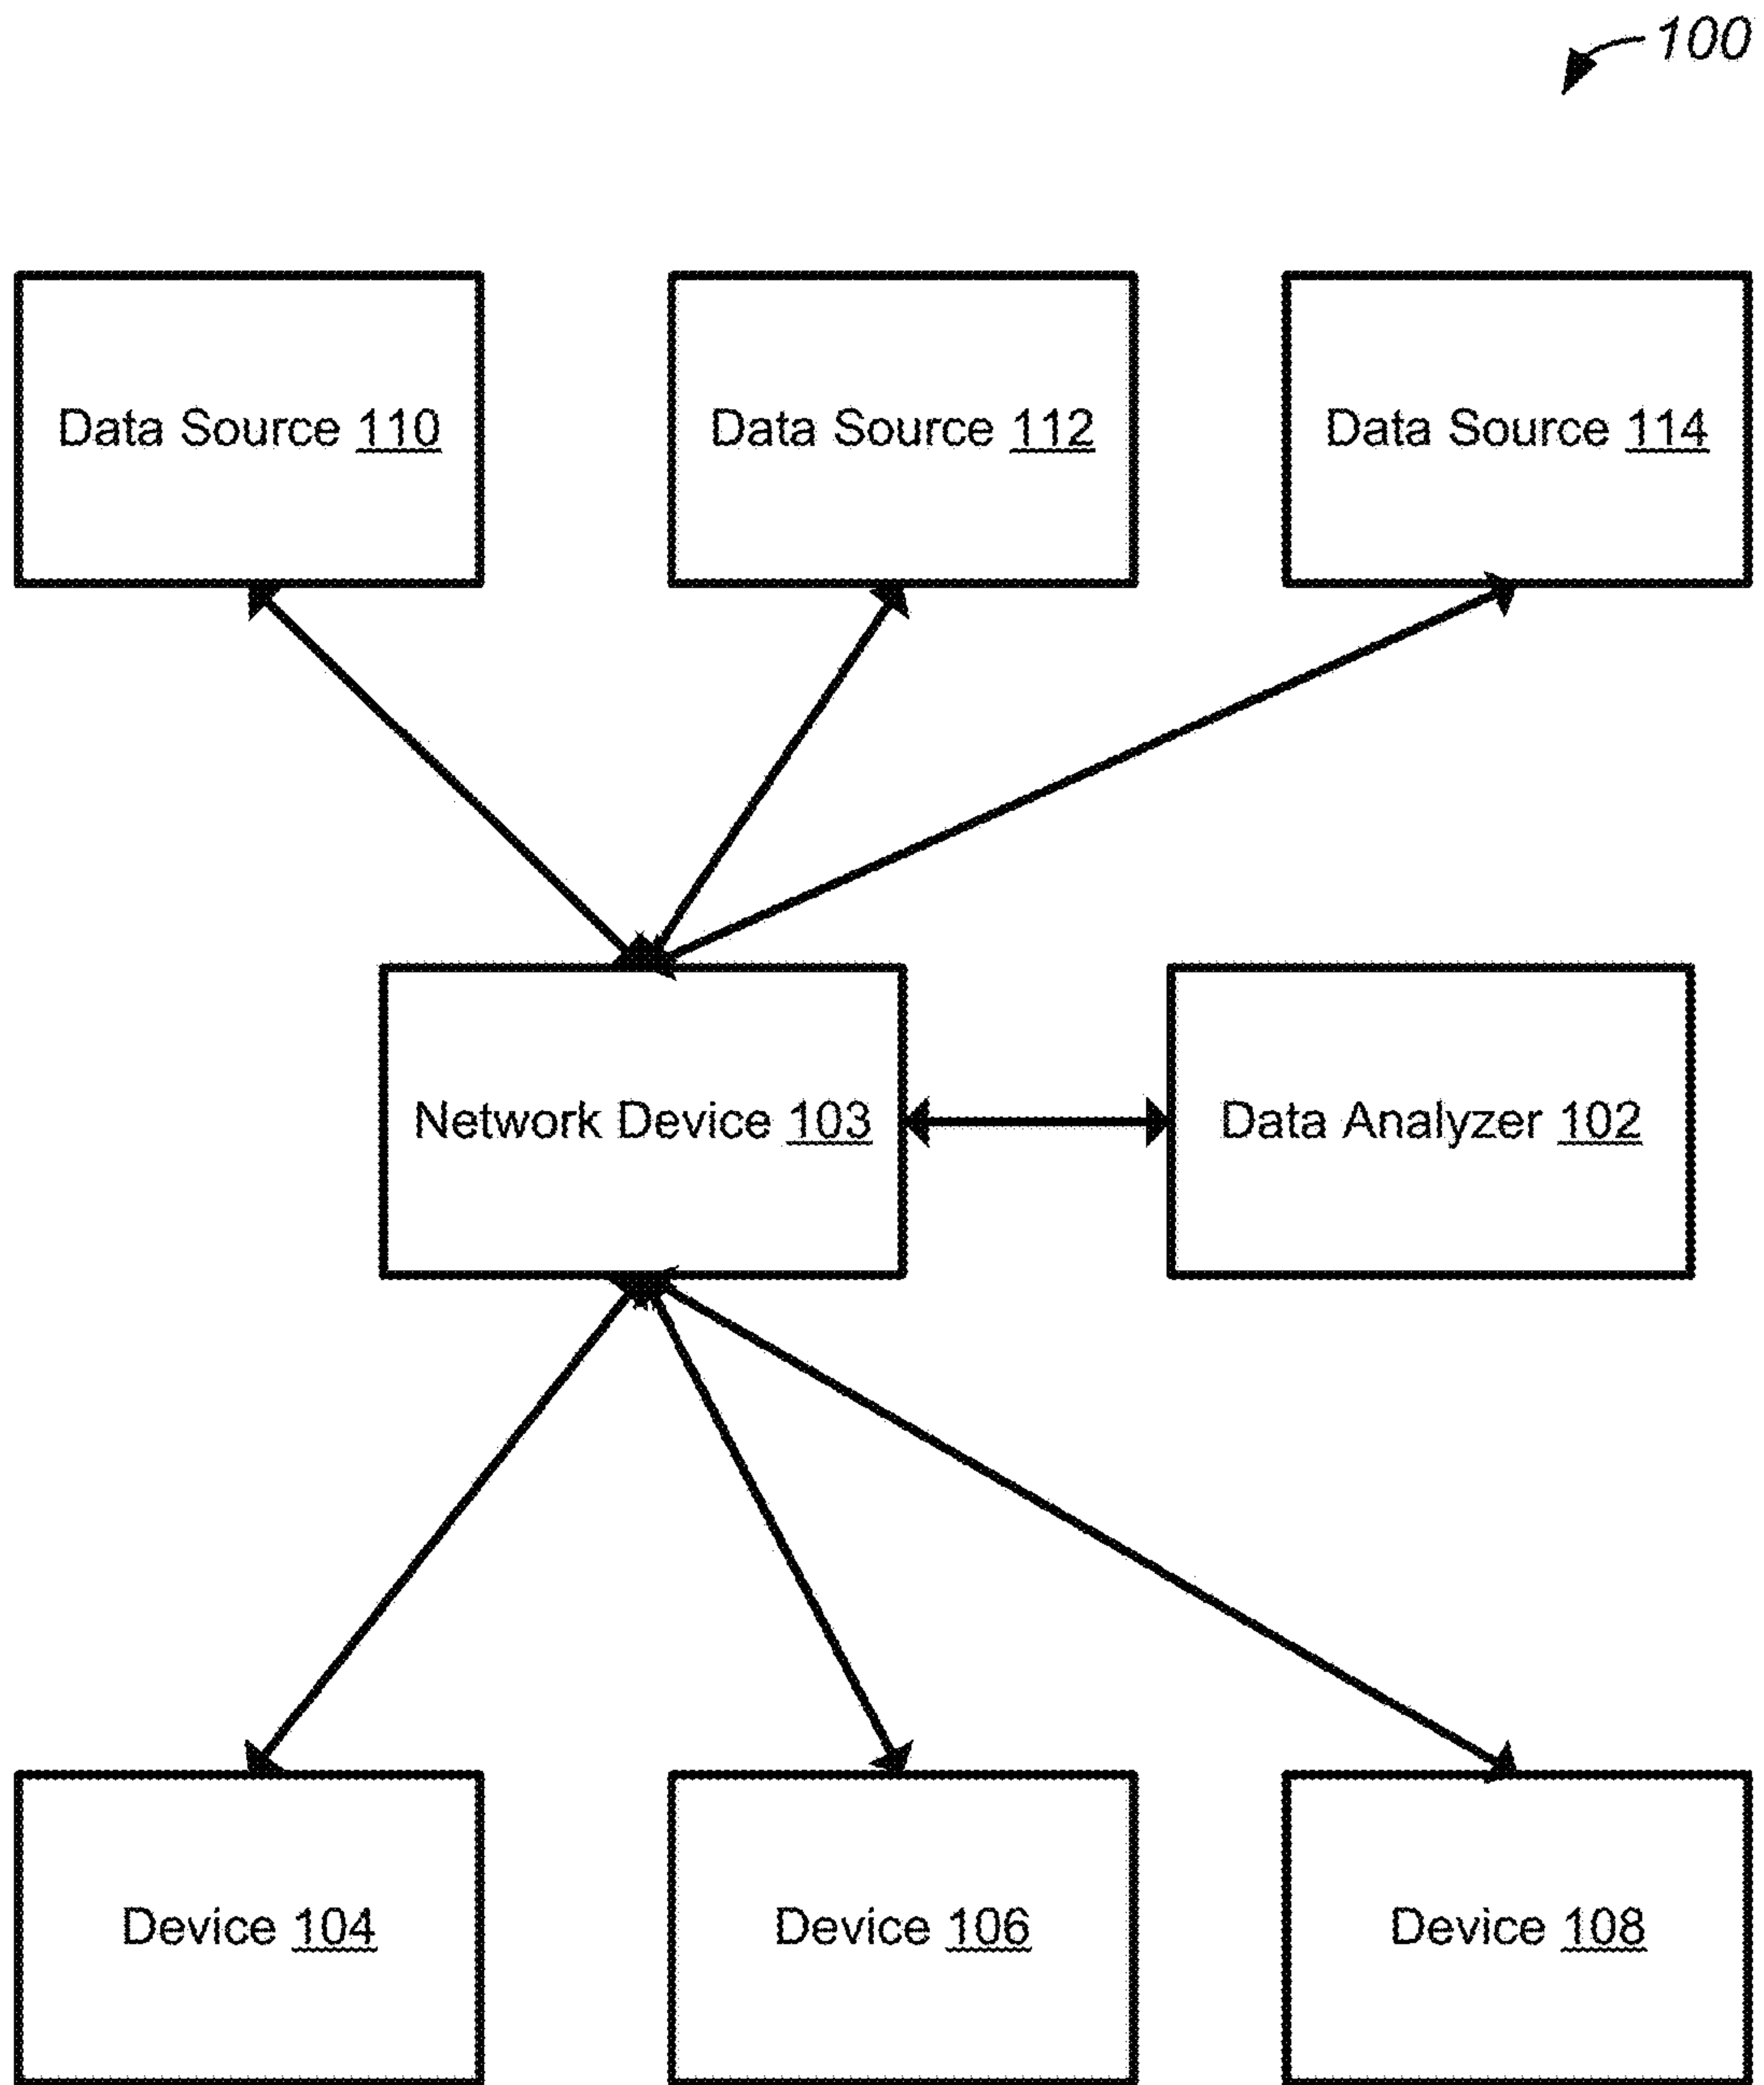 100
Data Source 110
Data Source 112
Data Source 114
Network Device 103
Data Analyzer 102
Device 104
Device 106
Device 108